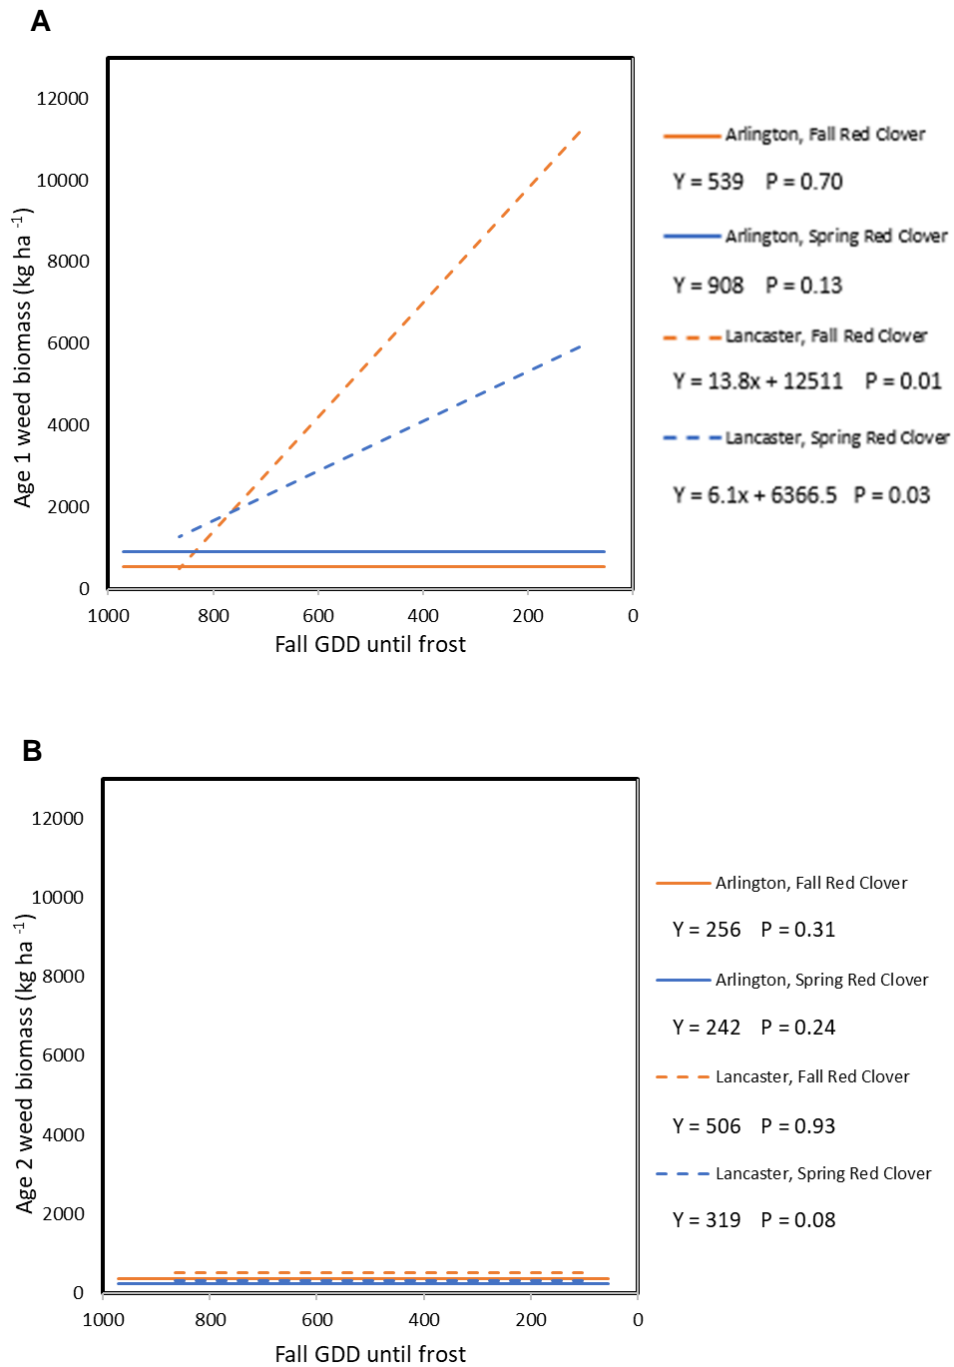 A
Age 1 weed biomass (kg ha -1)
12000
10000
8000
6000
4000
2000
0
1000 800 600 400 200 0
Fall GDD until frost
Arlington, Fall Red Clover
Y = 539 P = 0.70
Arlington, Spring Red Clover
Y = 908 P = 0.13
Lancaster, Fall Red Clover
Y = 13.8x + 12511 P = 0.01
Lancaster, Spring Red Clover
Y = 6.1x + 6366.5 P = 0.03
B
Age 2 weed biomass (kg ha -1)
12000
10000
8000
6000
4000
2000
0
1000 800 600 400 200 0
Fall GDD until frost
Arlington, Fall Red Clover
Y = 256 P = 0.31
Arlington, Spring Red Clover
Y = 242 P = 0.24
Lancaster, Fall Red Clover
Y = 506 P = 0.93
Lancaster, Spring Red Clover
Y = 319 P = 0.08